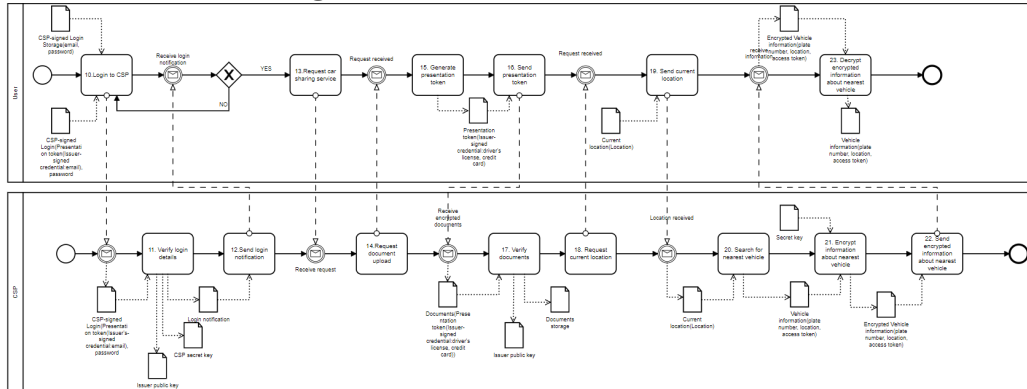 User
CSP-signed Login
Storage(email,
password)
10.Login to CSP
CSP-signed
Login(Presentati
on token(Issuer-
signed
credential:email),
password
Receive login
notification
X
YES
NO
13.Request car
sharing service
Request received
15. Generate
presentation
token
Presentation
token(Issuer-
signed
credential:driver's
license, credit
card)
16. Send
presentation
token
Request received
19. Send current
location
Current
location(Location)
receive
information
Encrypted Vehicle
information(plate
number, location,
access token)
23. Decrypt
encrypted
information
about nearest
vehicle
Vehicle
information(plate
number, location,
access token)
CSP
11. Verify login
details
CSP-signed
Login(Presentati
on token(Issuer's-
signed
credential:email),
password
Issuer public key
CSP secret key
Login notification
12.Send login
notification
Receive request
14.Request
document
upload
Receive
encrypted
documents
Documents(Prese
ntation
token(Issuer-
signed
credential:driver's
license, credit
card))
17. Verify
documents
Issuer public key
Documents
storage
18. Request
current location
Location received
Current
location(Location)
20. Search for
nearest vehicle
Secret key
Vehicle
information(plate
number, location,
access token)
21. Encrypt
information about
nearest vehicle
Encrypted Vehicle
information(plate
number, location,
access token)
22. Send
encrypted
information
about nearest
vehicle